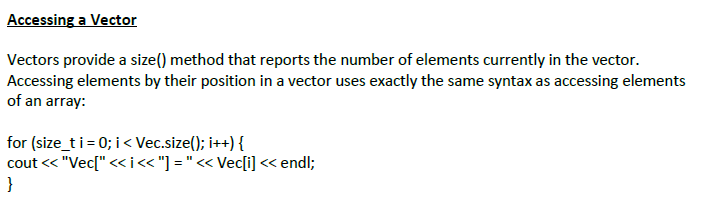 Accessing a Vector
Vectors provide a size() method that reports the number of elements currently in the vector.
Accessing elements by their position in a vector uses exactly the same syntax as accessing elements
of an array:
for (size_t i = 0; i < Vec.size(); i++) {
cout << "Vec[" << i << "] = " << Vec[i] << endl;
}